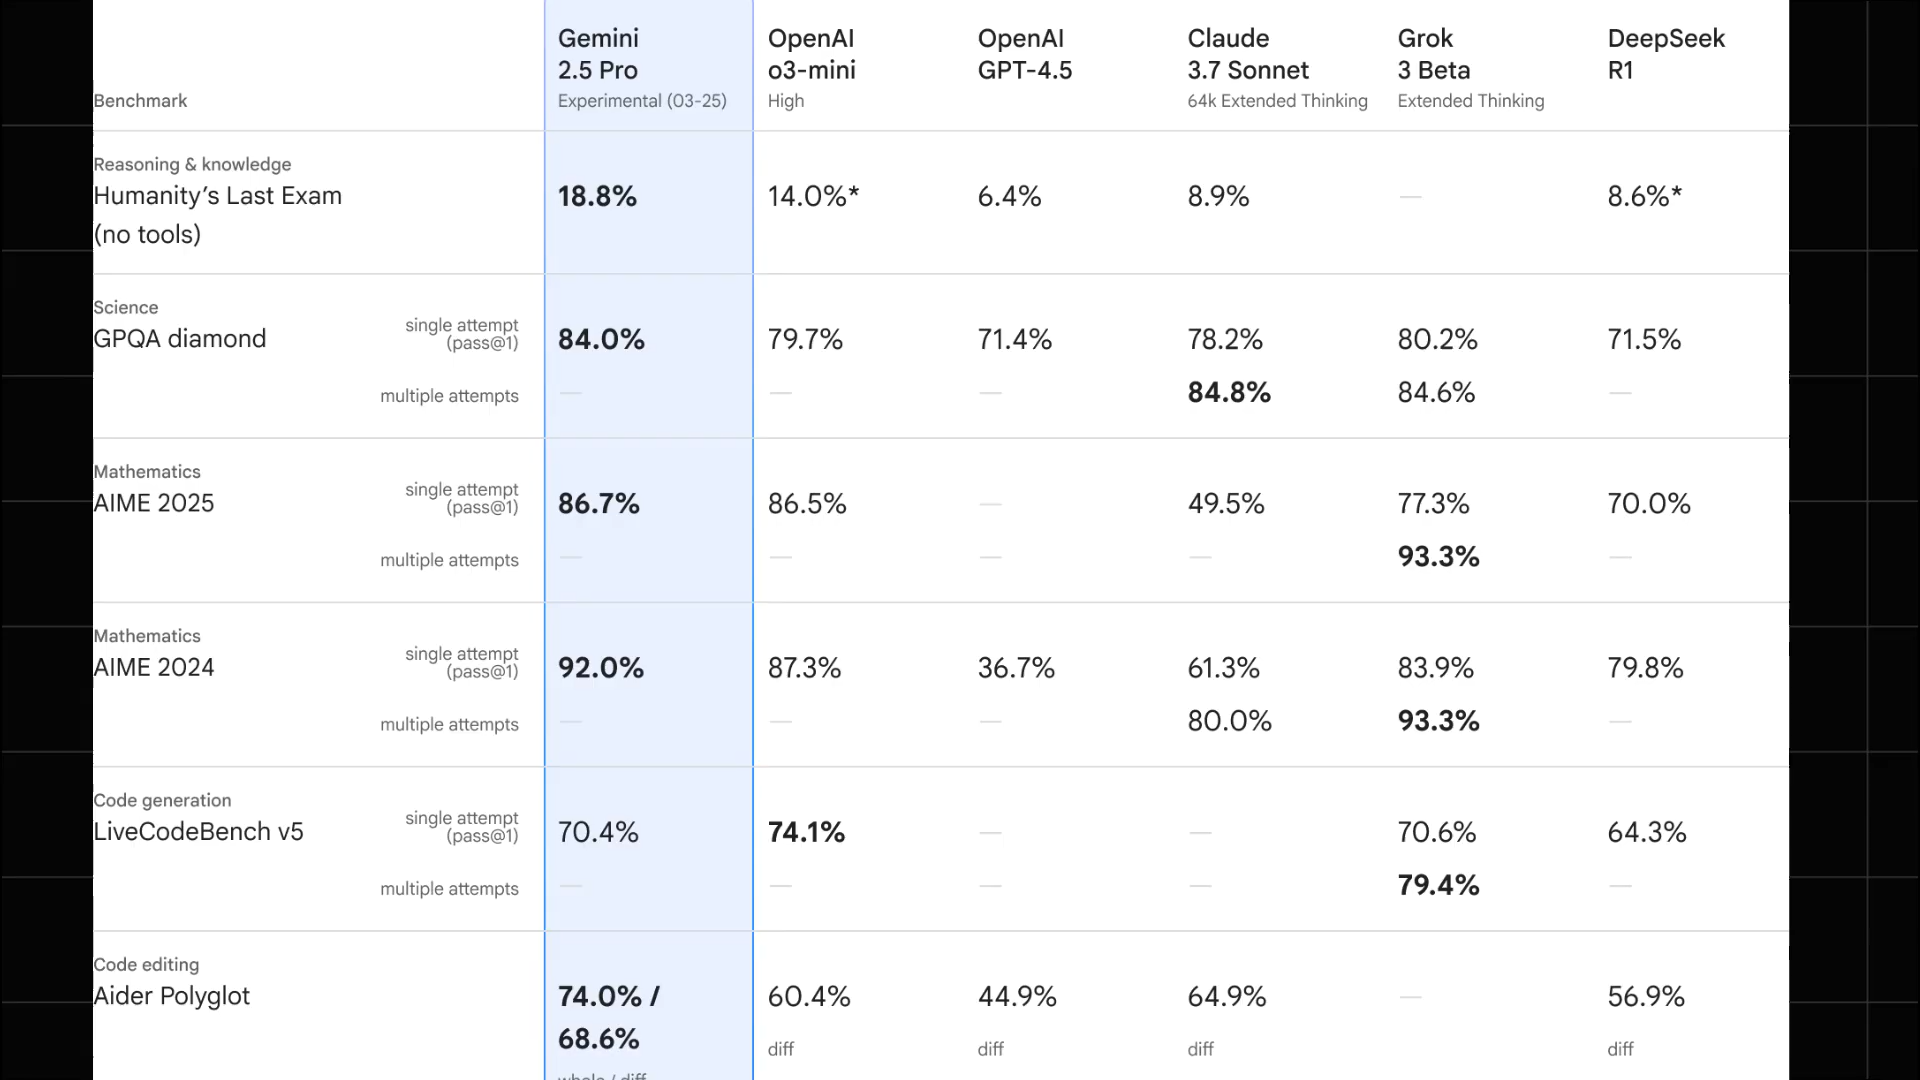 Benchmark
Gemini
2.5 Pro
Experimental (03-25)
OpenAI
o3-mini
High
OpenAI
GPT-4.5
Claude
3.7 Sonnet
64k Extended Thinking
Grok
3 Beta
Extended Thinking
DeepSeek
R1
Reasoning & knowledge
Humanity’s Last Exam
(no tools)
18.8% 14.0%* 6.4% 8.9% — 8.6%*
Science
GPQA diamond
single attempt
(pass@1)
84.0% 79.7% 71.4% 78.2% 80.2% 71.5%
multiple attempts — — — 84.8% 84.6% —
Mathematics
AIME 2025
single attempt
(pass@1)
86.7% 86.5% — 49.5% 77.3% 70.0%
multiple attempts — — — — 93.3% —
Mathematics
AIME 2024
single attempt
(pass@1)
92.0% 87.3% 36.7% 61.3% 83.9% 79.8%
multiple attempts — — — 80.0% 93.3% —
Code generation
LiveCodeBench v5
single attempt
(pass@1)
70.4% 74.1% — — 70.6% 64.3%
multiple attempts — — — — 79.4% —
Code editing
Aider Polyglot
74.0% /
68.6%
whole / diff
60.4%
diff
44.9%
diff
64.9%
diff
—
56.9%
diff